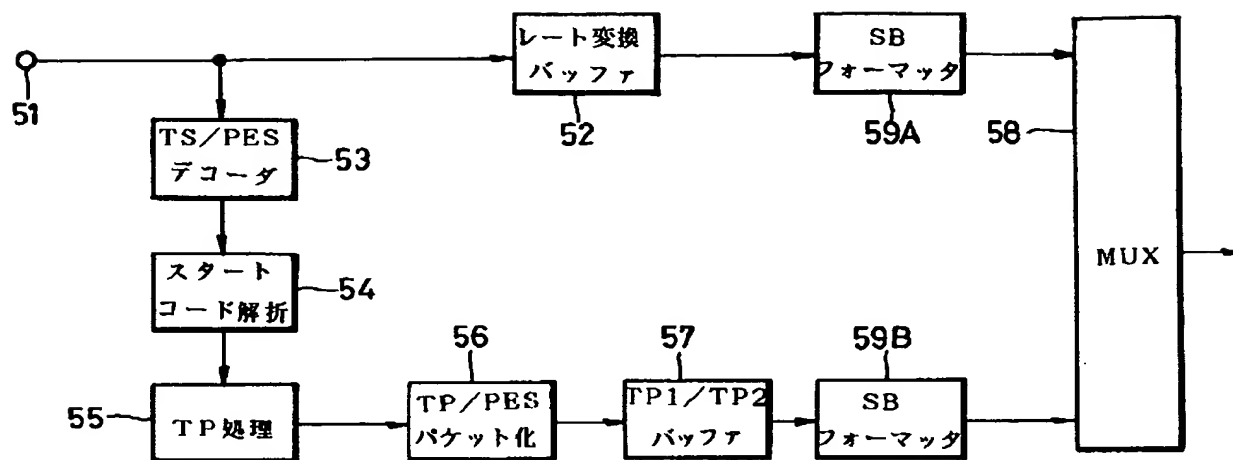 レート変換
バッファ
52
SB
フォーマッタ
59A
58
MUX
51
TS／PES
デコーダ
53
スタート
コード解折
54
55
TP処理
56
TP／PES
パケット化
57
TP1／TP2
バッファ
59B
SB
フォーマッタ